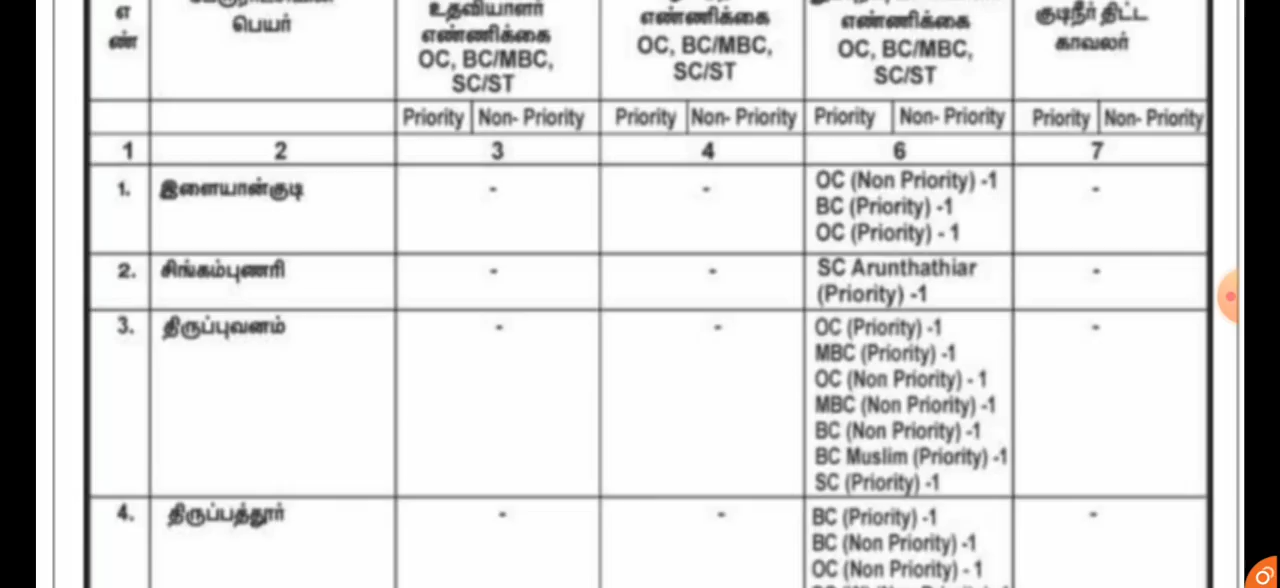 எ
ண்
பெயர்
உதவியாளர்
எண்ணிக்கை
OC, BC/MBC,
SC/ST
எண்ணிக்கை
OC, BC/MBC,
SC/ST
எண்ணிக்கை
OC, BC/MBC,
SC/ST
குடிநீர் திட்ட
காவலர்
Priority Non- Priority Priority Non- Priority Priority Non- Priority Priority Non- Priority
1 2 3 4 6 7
1. இளையான்குடி - - OC (Non Priority) -1 -
BC (Priority) -1
OC (Priority) - 1
2. சிங்கம்புணரி - - SC Arunthathiar -
(Priority) -1
3. திருப்புவனம் - - OC (Priority) -1 -
MBC (Priority) -1
OC (Non Priority) - 1
MBC (Non Priority) -1
BC (Non Priority) -1
BC Muslim (Priority) -1
SC (Priority) -1
4. திருப்பத்தூர் - - BC (Priority) -1 -
BC (Non Priority) -1
OC (Non Priority) - 1